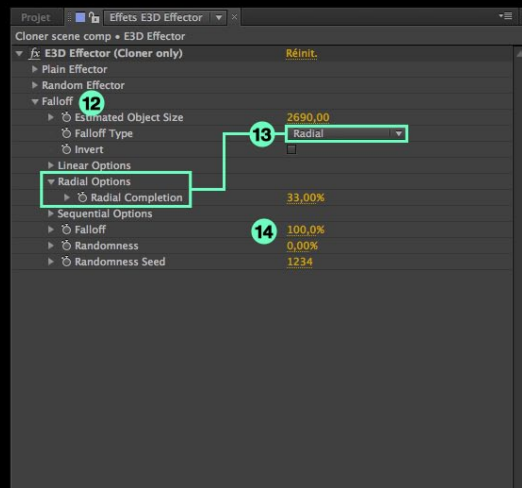 Projet Effets E3D Effector
Cloner scene comp • E3D Effector
fx E3D Effector (Cloner only) Réinit.
Plain Effector
Random Effector
Falloff 12
Estimated Object Size 2690,00
Falloff Type 13 Radial
Invert
Linear Options
Radial Options
Radial Completion 33,00%
Sequential Options
Falloff 14 100,0%
Randomness 0,00%
Randomness Seed 1234